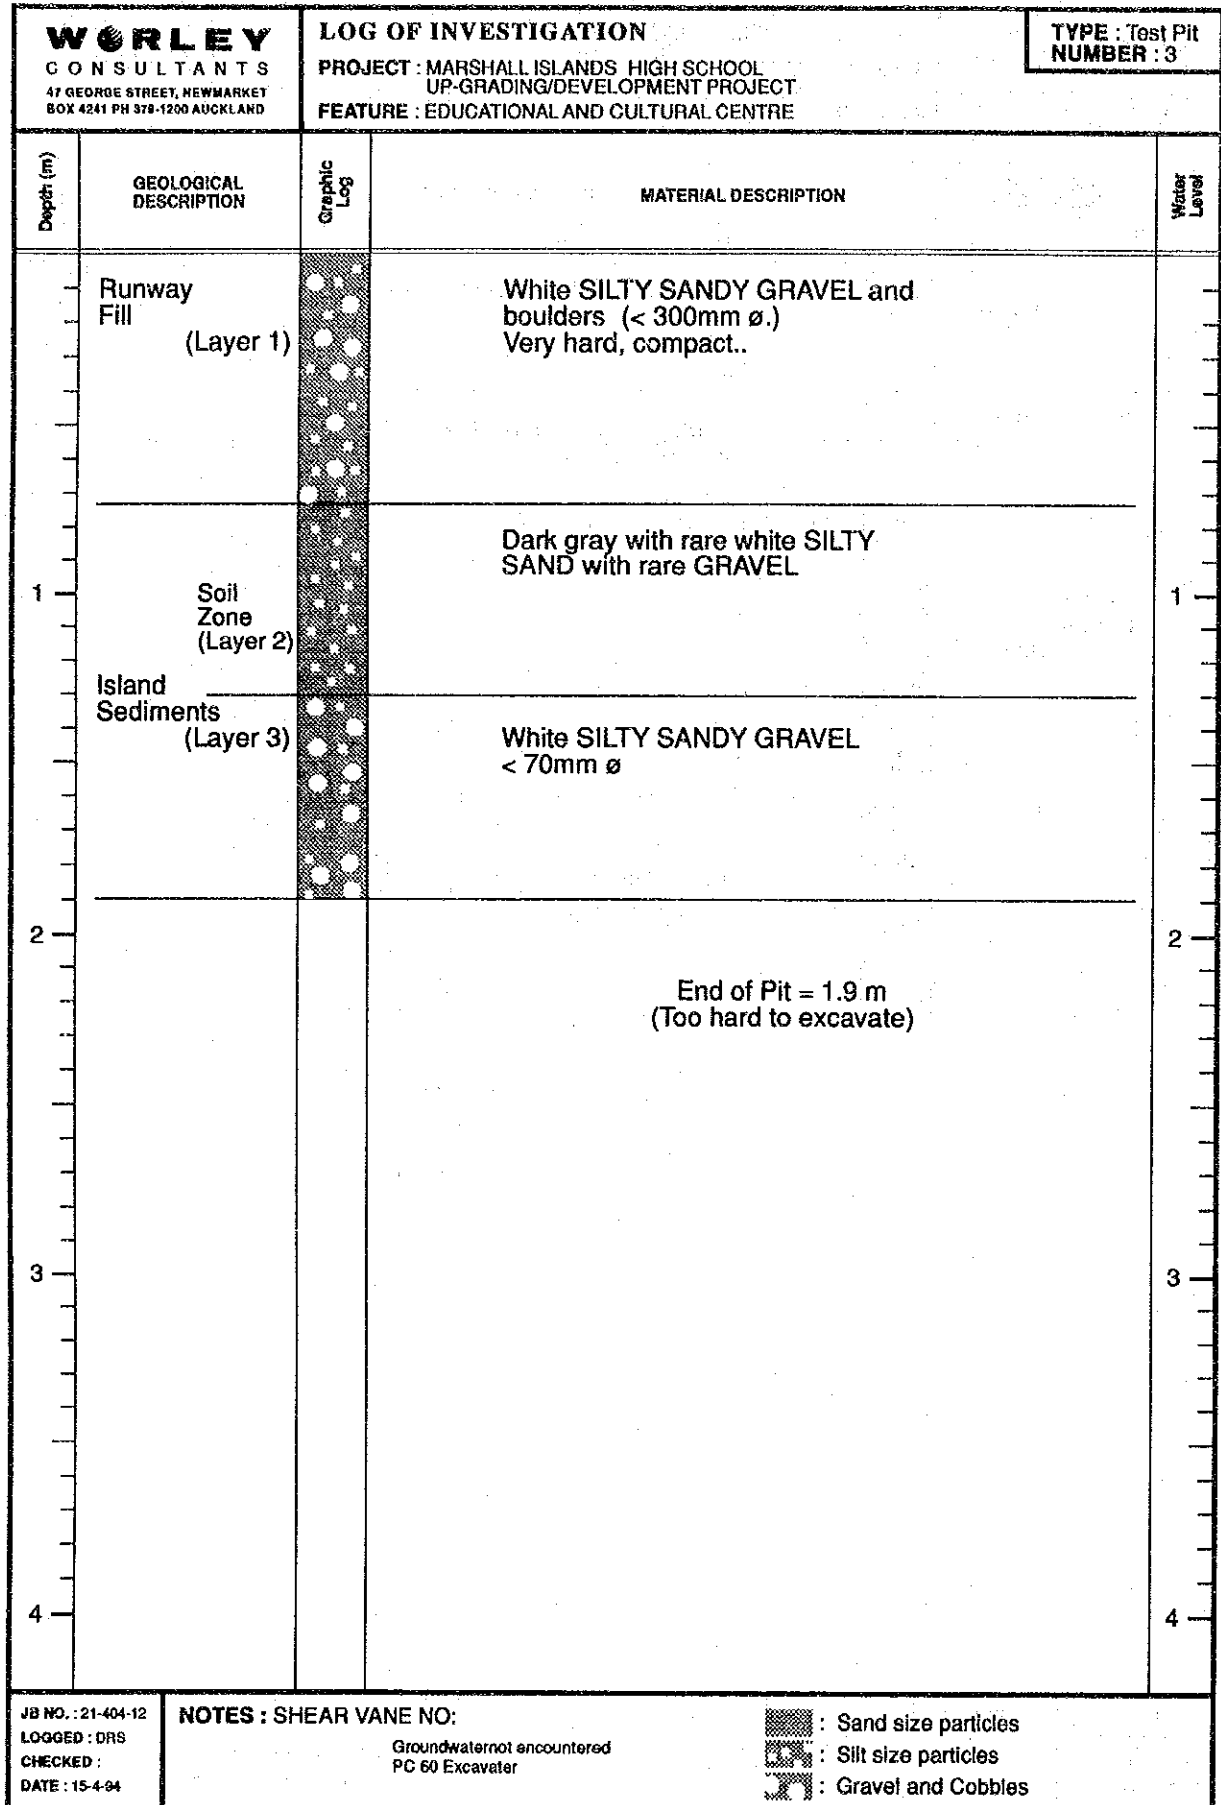 WORLEY
CONSULTANTS
47 GEORGE STREET, NEWMARKET
BOX 4241 PH 379-1200 AUCKLAND
LOG OF INVESTIGATION
PROJECT : MARSHALL ISLANDS HIGH SCHOOL
UP-GRADING/DEVELOPMENT PROJECT
FEATURE : EDUCATIONAL AND CULTURAL CENTRE
TYPE : Test Pit
NUMBER : 3
Depth (m)
GEOLOGICAL
DESCRIPTION
Graphic
Log
MATERIAL DESCRIPTION
Water
Level
Runway
Fill
(Layer 1)
White SILTY SANDY GRAVEL and
boulders (< 300mm ø.)
Very hard, compact..
Dark gray with rare white SILTY
SAND with rare GRAVEL
1
Soil
Zone
(Layer 2)
1
Island
Sediments
(Layer 3)
White SILTY SANDY GRAVEL
< 70mm ø
2
2
End of Pit = 1.9 m
(Too hard to excavate)
3
3
4
4
JB NO. : 21-404-12
LOGGED : DRS
CHECKED :
DATE : 15-4-94
NOTES : SHEAR VANE NO:
Groundwaternot encountered
PC 60 Excavater
: Sand size particles
: Silt size particles
: Gravel and Cobbles